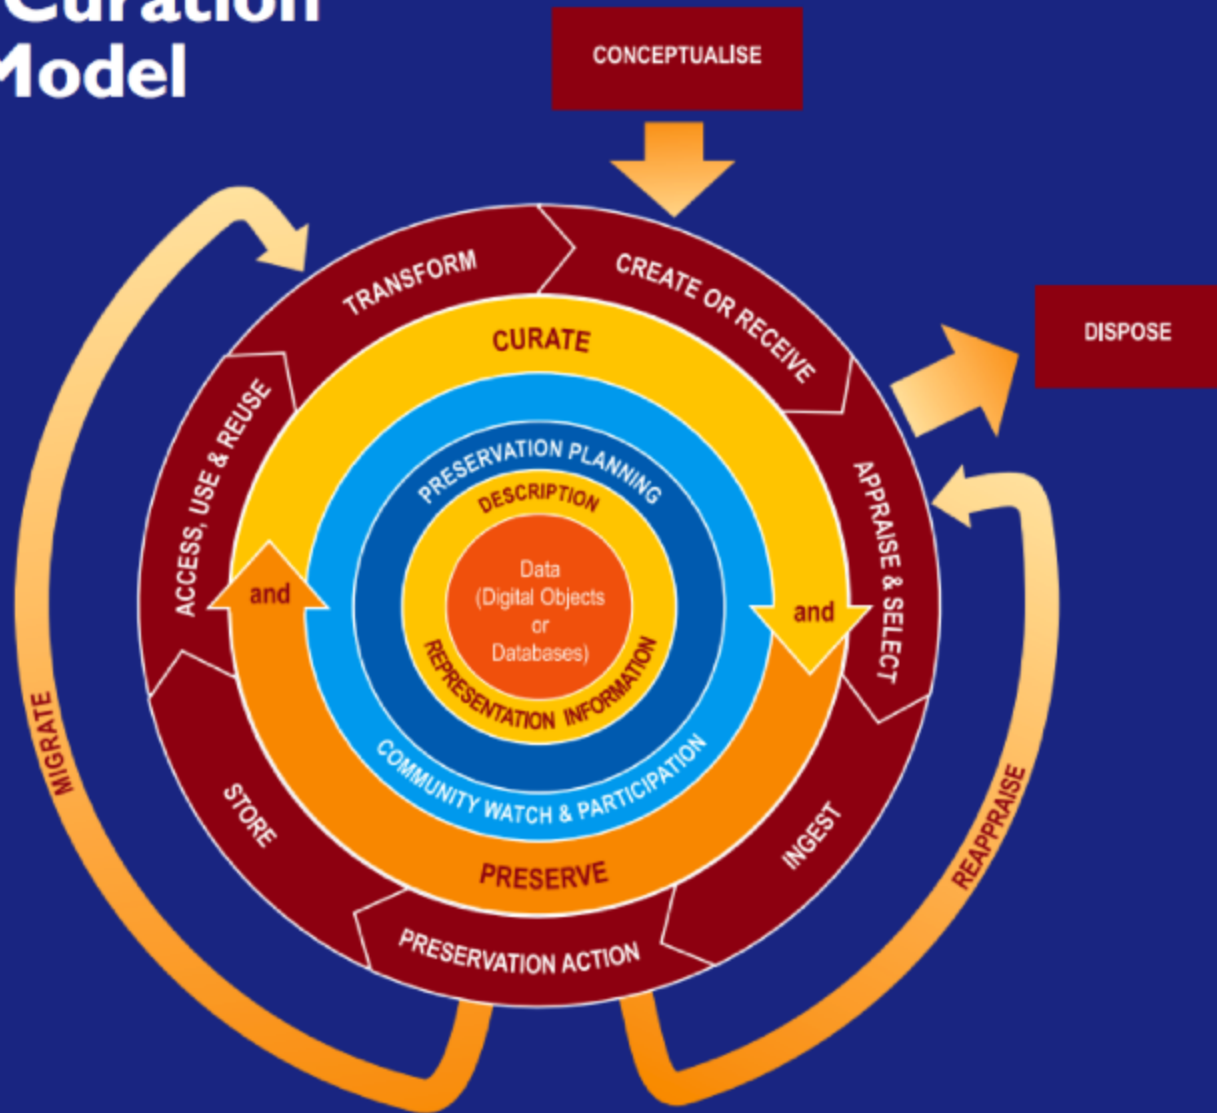 Curation
Model
CONCEPTUALISE
DISPOSE
TRANSFORM
CREATE OR RECEIVE
APPRAISE & SELECT
INGEST
PRESERVATION ACTION
STORE
ACCESS, USE & REUSE
CURATE
and
PRESERVE
and
PRESERVATION PLANNING
COMMUNITY WATCH & PARTICIPATION
DESCRIPTION
REPRESENTATION INFORMATION
Data
(Digital Objects
or
Databases)
MIGRATE
REAPPRAISE